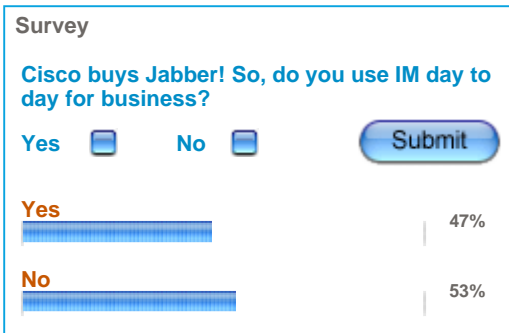 Survey
Cisco buys Jabber! So, do you use IM day to
day for business?
Yes No Submit
Yes
47%
No
53%